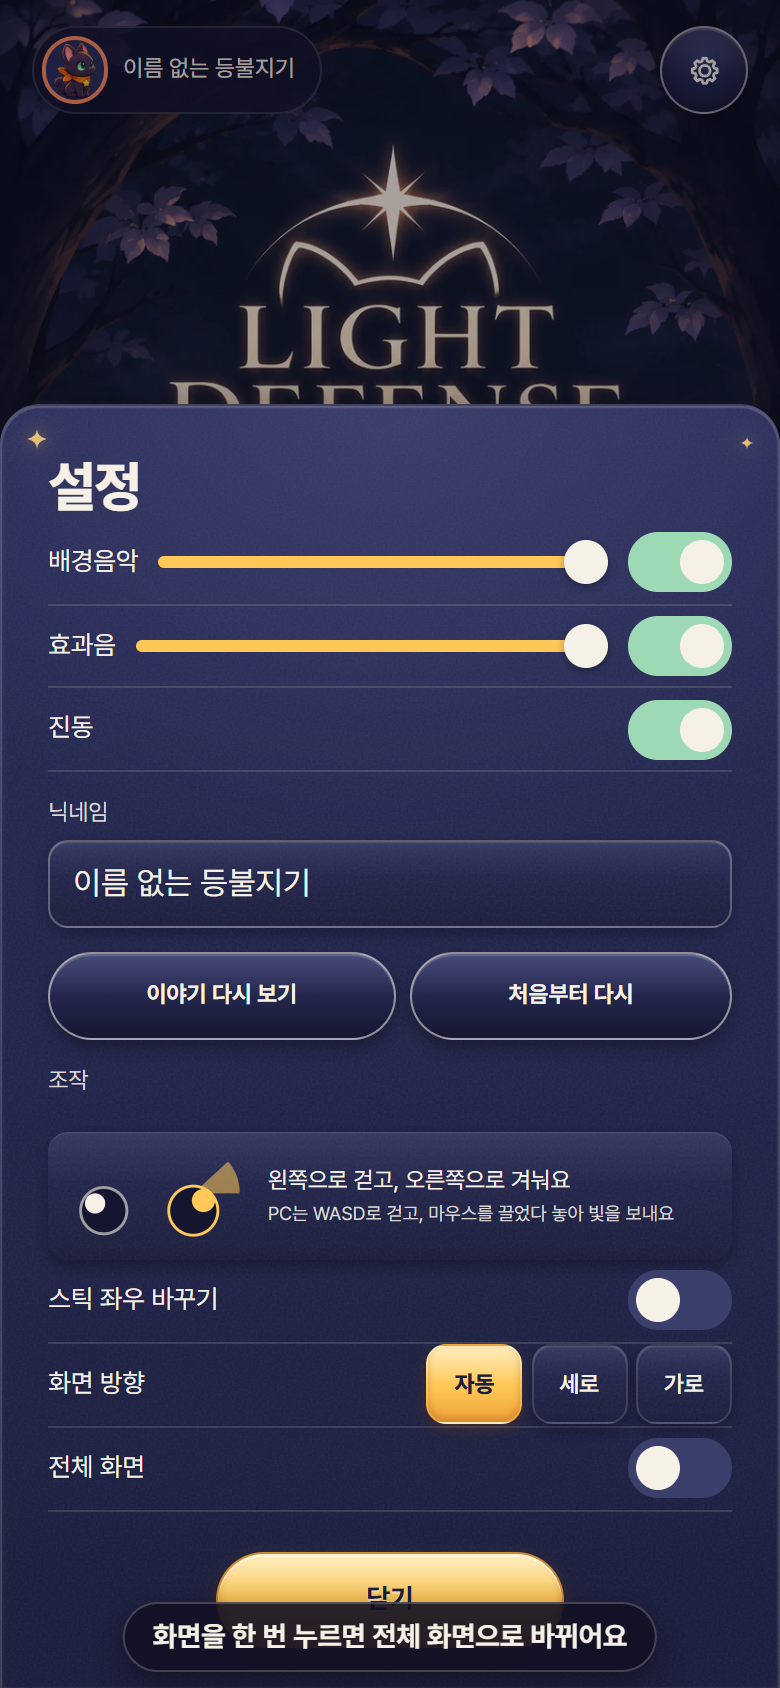 이름 없는 등불지기
LIGHT
DEFENSE
설정
배경음악
효과음
진동
닉네임
이름 없는 등불지기
이야기 다시 보기
처음부터 다시
조작
왼쪽으로 걷고, 오른쪽으로 겨눠요
PC는 WASD로 걷고, 마우스를 끌었다 놓아 빛을 보내요
스틱 좌우 바꾸기
화면 방향
자동
세로
가로
전체 화면
닫기
화면을 한 번 누르면 전체 화면으로 바뀌어요